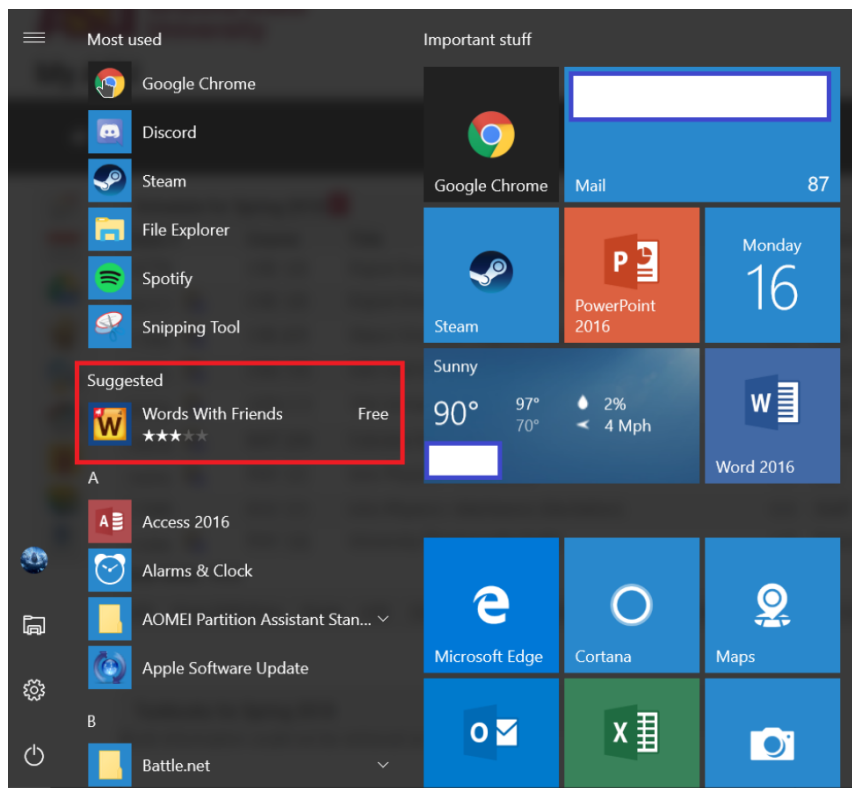 Most used
Google Chrome
Discord
Steam
File Explorer
Spotify
Snipping Tool
Suggested
Words With Friends Free
A
Access 2016
Alarms & Clock
AOMEI Partition Assistant Stan...
Apple Software Update
B
Battle.net
Important stuff
Google Chrome
Mail 87
Steam
P
PowerPoint
2016
Monday
16
Sunny
90° 97° 2%
70° 4 Mph
W
Word 2016
Microsoft Edge
Cortana
Maps
O
X